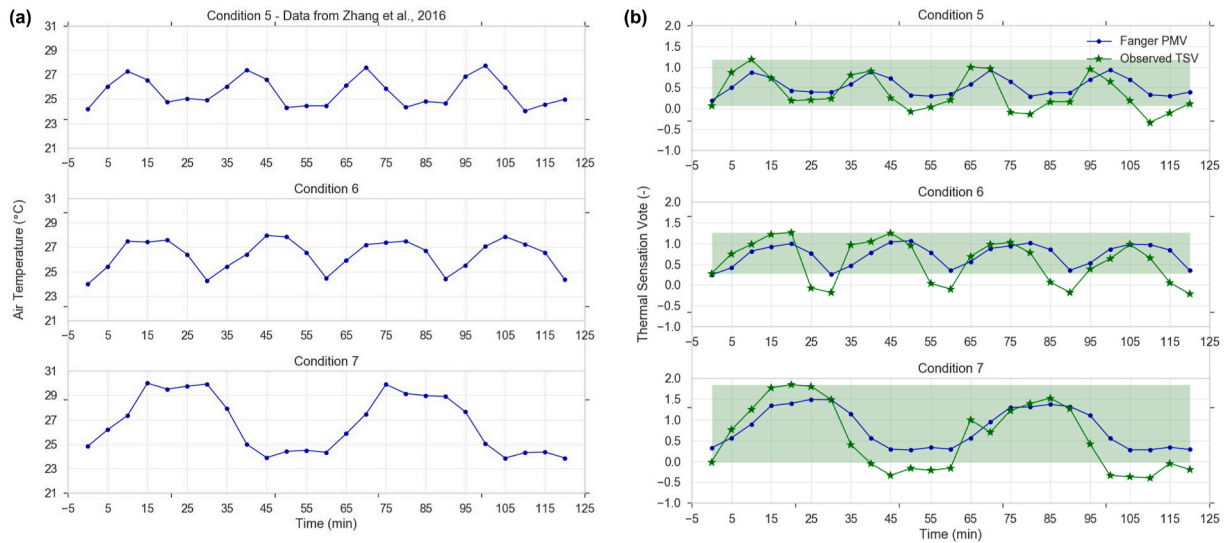 (a)
Condition 5 - Data from Zhang et al., 2016
31
29
27
25
23
21
−5 5 15 25 35 45 55 65 75 85 95 105 115 125
Condition 6
31
29
27
25
23
21
−5 5 15 25 35 45 55 65 75 85 95 105 115 125
Condition 7
31
29
27
25
23
21
−5 5 15 25 35 45 55 65 75 85 95 105 115 125
Air Temperature (°C)
Time (min)
(b)
Condition 5
Fanger PMV
Observed TSV
2.0
1.5
1.0
0.5
0.0
−0.5
−1.0
−5 5 15 25 35 45 55 65 75 85 95 105 115 125
Condition 6
2.0
1.5
1.0
0.5
0.0
−0.5
−1.0
−5 5 15 25 35 45 55 65 75 85 95 105 115 125
Condition 7
2.0
1.5
1.0
0.5
0.0
−0.5
−1.0
−5 5 15 25 35 45 55 65 75 85 95 105 115 125
Thermal Sensation Vote (-)
Time (min)